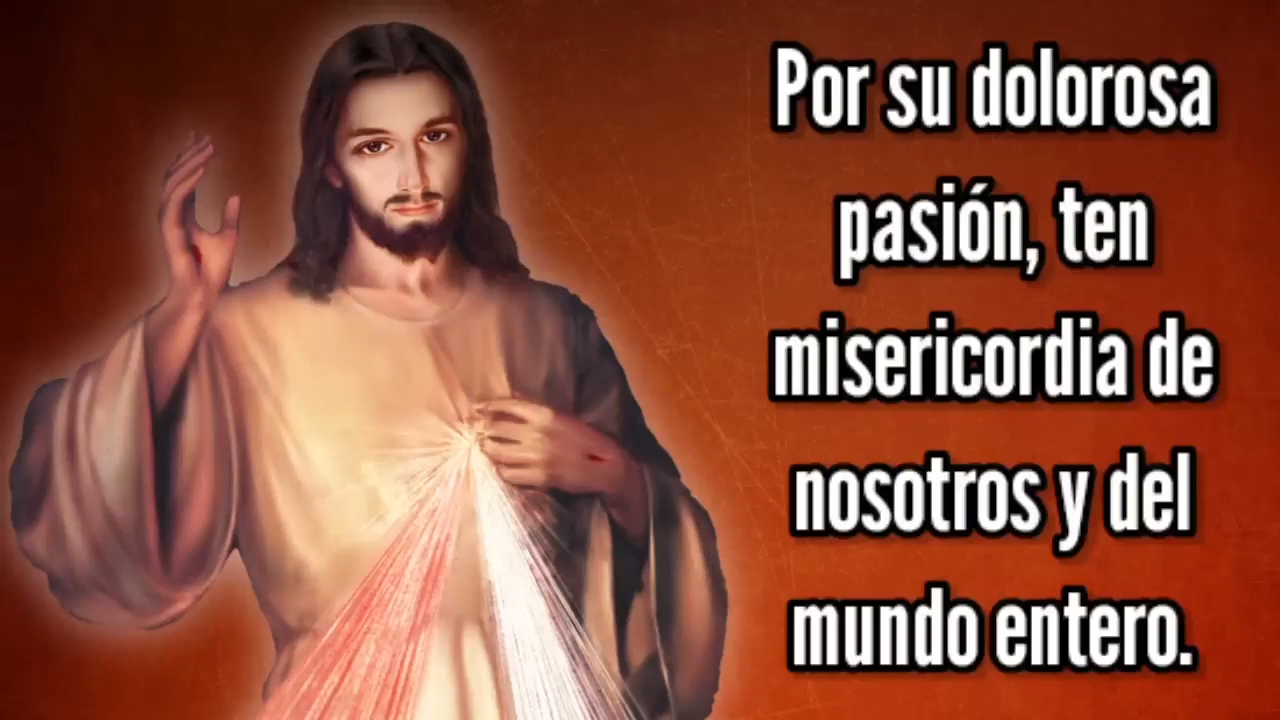 Por su dolorosa
pasión, ten
misericordia de
nosotros y del
mundo entero.